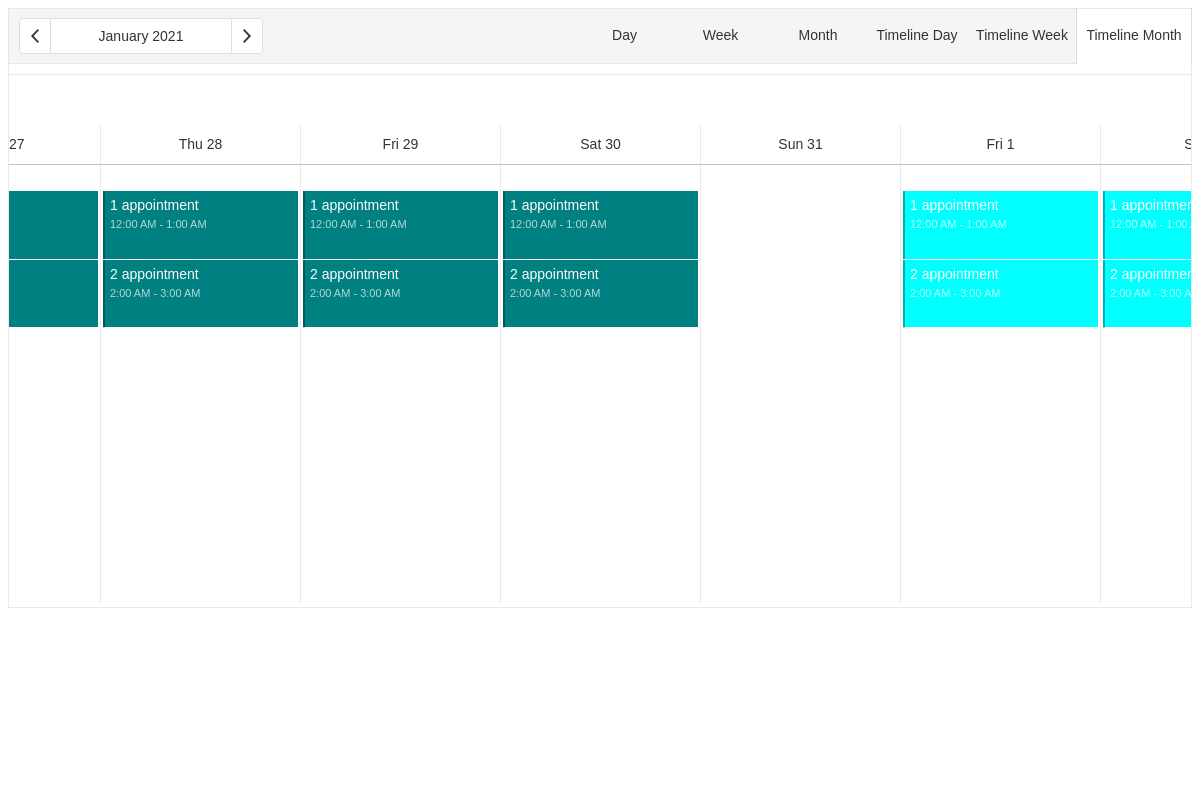 January 2021
Day Week Month Timeline Day Timeline Week Timeline Month
27 Thu 28 Fri 29 Sat 30 Sun 31 Fri 1 S
1 appointment 1 appointment 1 appointment 1 appointment 1
12:00 AM - 1:00 AM 12:00 AM - 1:00 AM 12:00 AM - 1:00 AM 12:00 AM - 1:00 AM 12:00 AM - 1:00
2 appointment 2 appointment 2 appointment 2 appointment 2
2:00 AM - 3:00 AM 2:00 AM - 3:00 AM 2:00 AM - 3:00 AM 2:00 AM - 3:00 AM 2:00 AM - 3:00